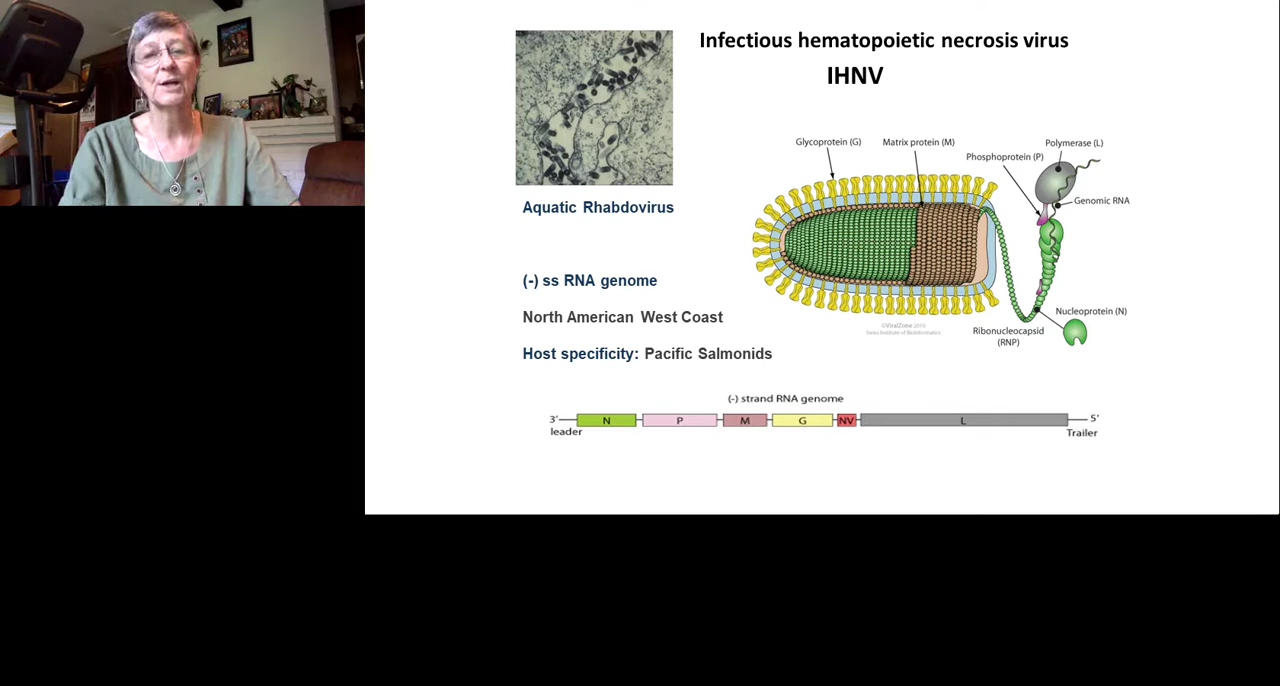 Infectious hematopoietic necrosis virus
IHNV
Glycoprotein (G)
Matrix protein (M)
Phosphoprotein (P)
Polymerase (L)
Genomic RNA
Nucleoprotein (N)
Ribonucleocapsid
(RNP)
©ViralZone 2010
Swiss Institute of Bioinformatics
Aquatic Rhabdovirus
(-) ss RNA genome
North American West Coast
Host specificity: Pacific Salmonids
(-) strand RNA genome
3’ N P M G NV L 5’
leader Trailer